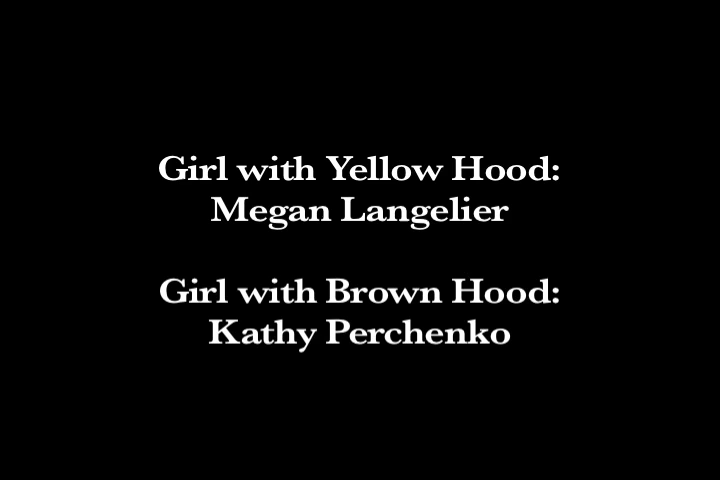 Girl with Yellow Hood:
Megan Langelier
Girl with Brown Hood:
Kathy Perchenko